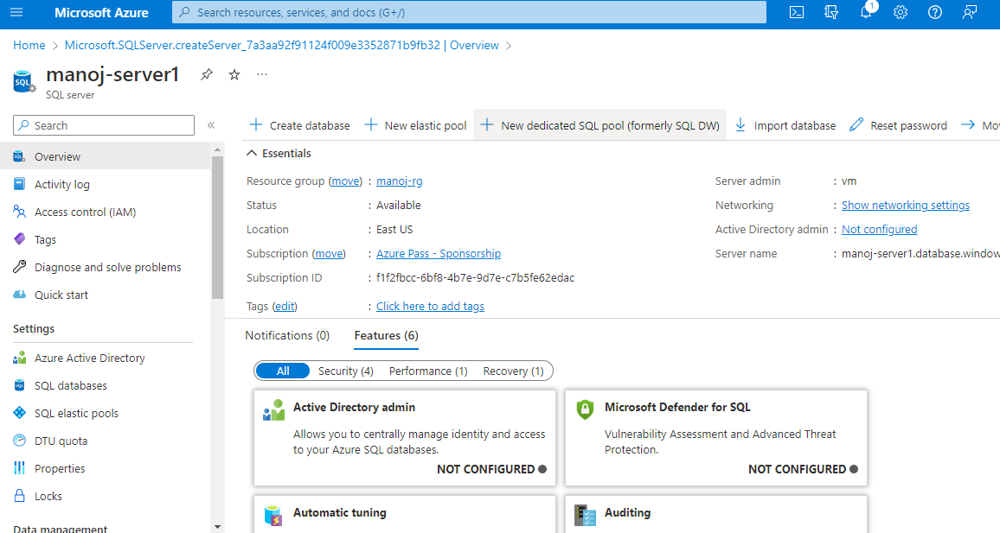 Microsoft Azure
Search resources, services, and docs (G+/)
1
Home > Microsoft.SQLServer.createServer_7a3aa92f91124f009e3352871b9fb32 | Overview >
SQL
manoj-server1
...
SQL server
Search
«
Overview
Activity log
Access control (IAM)
Tags
Diagnose and solve problems
Quick start
Settings
Azure Active Directory
SQL databases
SQL elastic pools
DTU quota
Properties
Locks
Data management
+ Create database + New elastic pool + New dedicated SQL pool (formerly SQL DW) Import database Reset password Mov
Essentials
Resource group (move) : manoj-rg
Status : Available
Location : East US
Subscription (move) : Azure Pass - Sponsorship
Subscription ID : f1f2fbcc-6bf8-4b7e-9d7e-c7b5fe62edac
Tags (edit) : Click here to add tags
Server admin : vm
Networking : Show networking settings
Active Directory admin : Not configured
Server name : manoj-server1.database.window
Notifications (0) Features (6)
All Security (4) Performance (1) Recovery (1)
Active Directory admin
Allows you to centrally manage identity and access
to your Azure SQL databases.
NOT CONFIGURED
Microsoft Defender for SQL
Vulnerability Assessment and Advanced Threat
Protection.
NOT CONFIGURED
Automatic tuning
Auditing